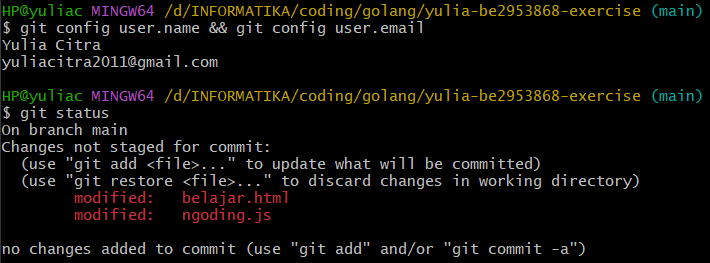 HP@yuliac MINGW64 /d/INFORMATIKA/coding/golang/yulia-be2953868-exercise (main)
$ git config user.name && git config user.email
Yulia Citra
yuliacitra2011@gmail.com

HP@yuliac MINGW64 /d/INFORMATIKA/coding/golang/yulia-be2953868-exercise (main)
$ git status
On branch main
Changes not staged for commit:
  (use "git add <file>..." to update what will be committed)
  (use "git restore <file>..." to discard changes in working directory)
        modified:   belajar.html
        modified:   ngoding.js

no changes added to commit (use "git add" and/or "git commit -a")